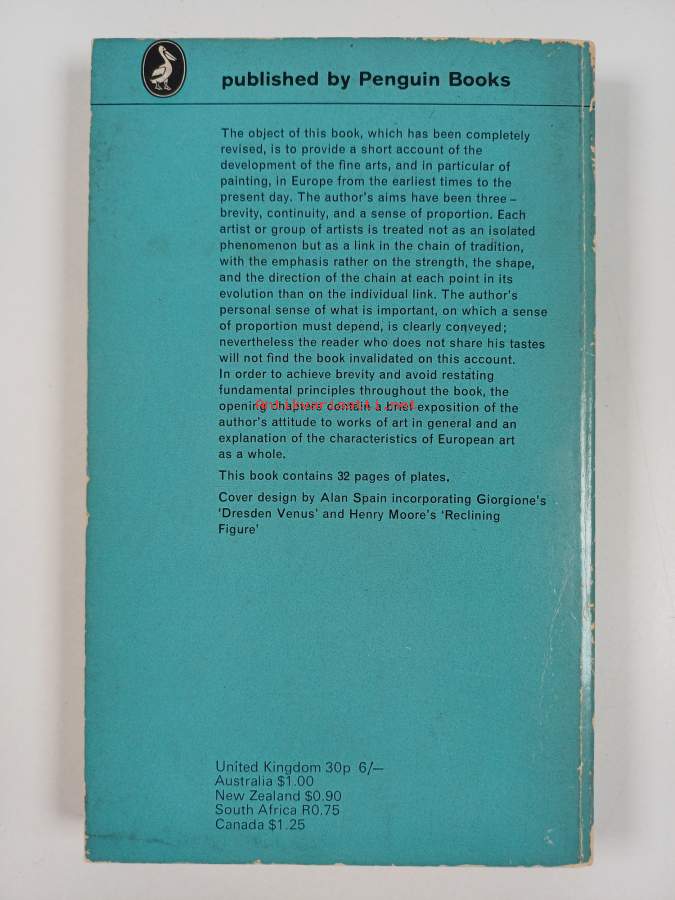 published by Penguin Books
The object of this book, which has been completely
revised, is to provide a short account of the
development of the fine arts, and in particular of
painting, in Europe from the earliest times to the
present day. The author's aims have been three –
brevity, continuity, and a sense of proportion. Each
artist or group of artists is treated not as an isolated
phenomenon but as a link in the chain of tradition,
with the emphasis rather on the strength, the shape,
and the direction of the chain at each point in its
evolution than on the individual link. The author's
personal sense of what is important, on which a sense
of proportion must depend, is clearly conveyed;
nevertheless the reader who does not share his tastes
will not find the book invalidated on this account.
In order to achieve brevity and avoid restating
fundamental principles throughout the book, the
opening chapters contain a brief exposition of the
Antikvariaatti.net
author's attitude to works of art in general and an
explanation of the characteristics of European art
as a whole.
This book contains 32 pages of plates.
Cover design by Alan Spain incorporating Giorgione's
'Dresden Venus' and Henry Moore's 'Reclining
Figure'
United Kingdom 30p 6/–
Australia $1.00
New Zealand $0.90
South Africa R0.75
Canada $1.25